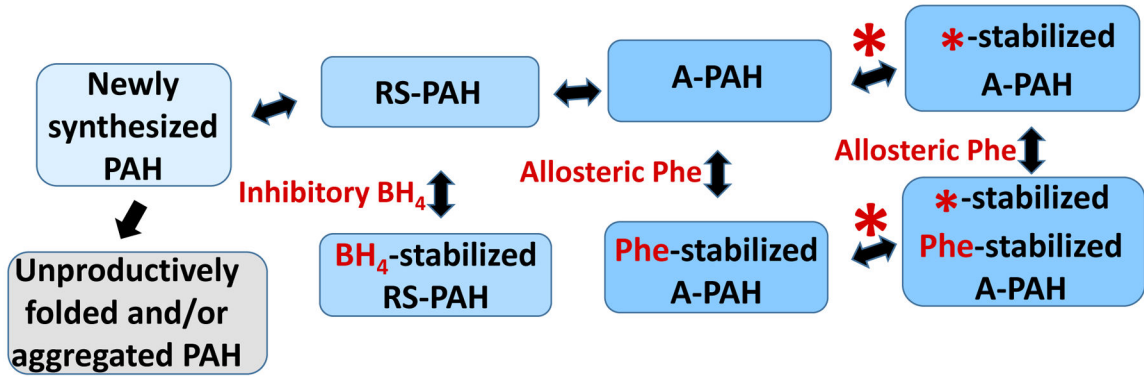 Newly
synthesized
PAH
RS-PAH
A-PAH
*
*-stabilized
A-PAH
Inhibitory BH₄
Allosteric Phe
Allosteric Phe
Unproductively
folded and/or
aggregated PAH
BH₄-stabilized
RS-PAH
Phe-stabilized
A-PAH
*
*-stabilized
Phe-stabilized
A-PAH